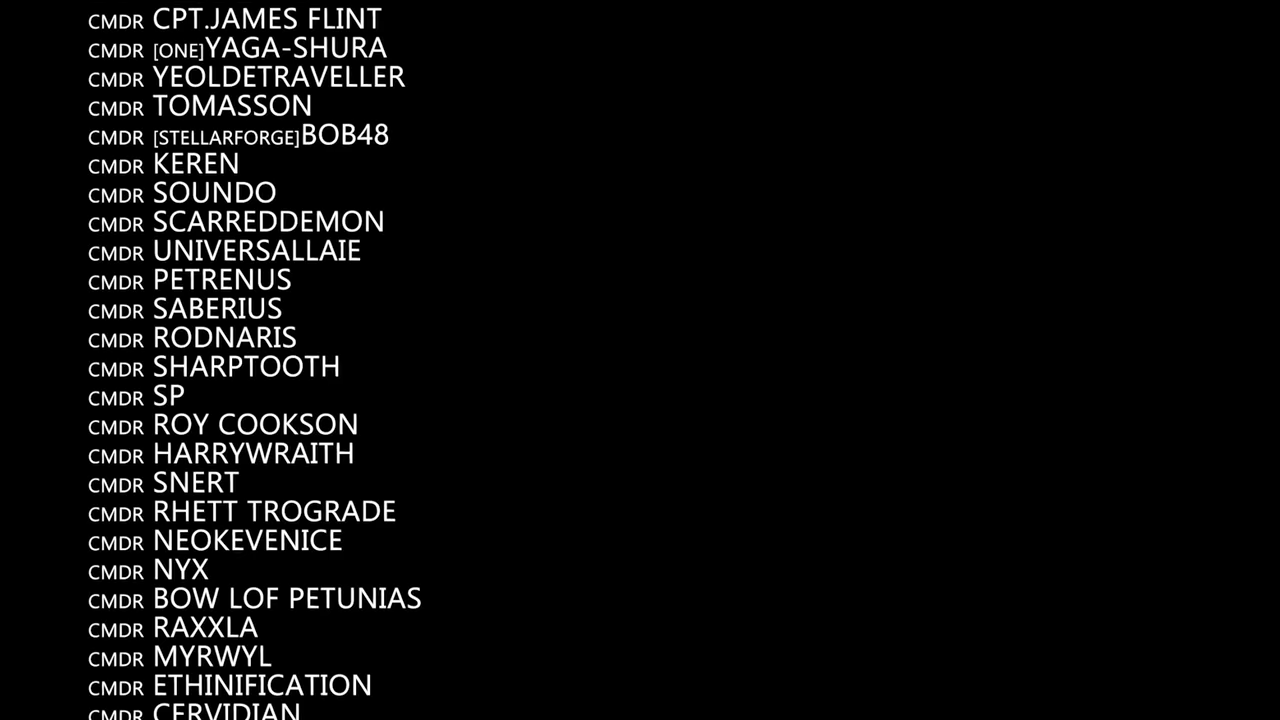 CMDR CPT.JAMES FLINT
CMDR [ONE]YAGA-SHURA
CMDR YEOLDETRAVELLER
CMDR TOMASSON
CMDR [STELLARFORGE]BOB48
CMDR KEREN
CMDR SOUNDO
CMDR SCARREDDEMON
CMDR UNIVERSALLAIE
CMDR PETRENUS
CMDR SABERIUS
CMDR RODNARIS
CMDR SHARPTOOTH
CMDR SP
CMDR ROY COOKSON
CMDR HARRYWRAITH
CMDR SNERT
CMDR RHETT TROGRADE
CMDR NEOKEVENICE
CMDR NYX
CMDR BOW LOF PETUNIAS
CMDR RAXXLA
CMDR MYRWYL
CMDR ETHINIFICATION
CMDR CERVIDIAN